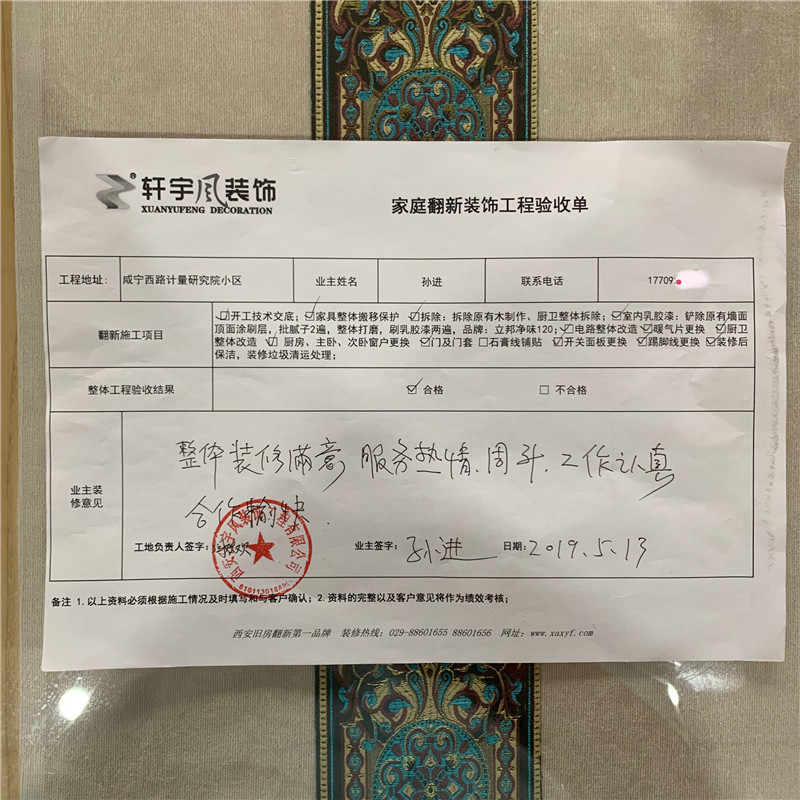 轩宇风装饰
XUANYUFENG DECORATION
家庭翻新装饰工程验收单
工程地址: 咸宁西路计量研究院小区 业主姓名 孙进 联系电话 17709
翻新施工项目
☑开工技术交底; ☑家具整体搬移保护 ☑拆除: 拆除原有木制作、厨卫整体拆除; ☑室内乳胶漆: 铲除原有墙面
顶面涂刷层, 批腻子2遍, 整体打磨, 刷乳胶漆两遍, 品牌: 立邦净味120; ☑电路整体改造 ☑暖气片更换 ☑厨卫
整体改造 ☑ 厨房、主卧、次卧窗户更换 ☑门及门套 □石膏线铺贴 ☑开关面板更换 ☑踢脚线更换 ☑装修后
保洁, 装修垃圾清运处理;
整体工程验收结果 ☑ 合格 □ 不合格
业主装
修意见
整体装修满意 服务热情.周到.工作认真
合作愉快.
工地负责人签字: 业主签字: 孙进 日期: 2019.5.13
备注 1.以上资料必须根据施工情况及时填写和与客户确认; 2.资料的完整以及客户意见将作为绩效考核;
西安旧房翻新第一品牌 装修热线: 029-88601655 88601656 网址: www.xaxyf.com